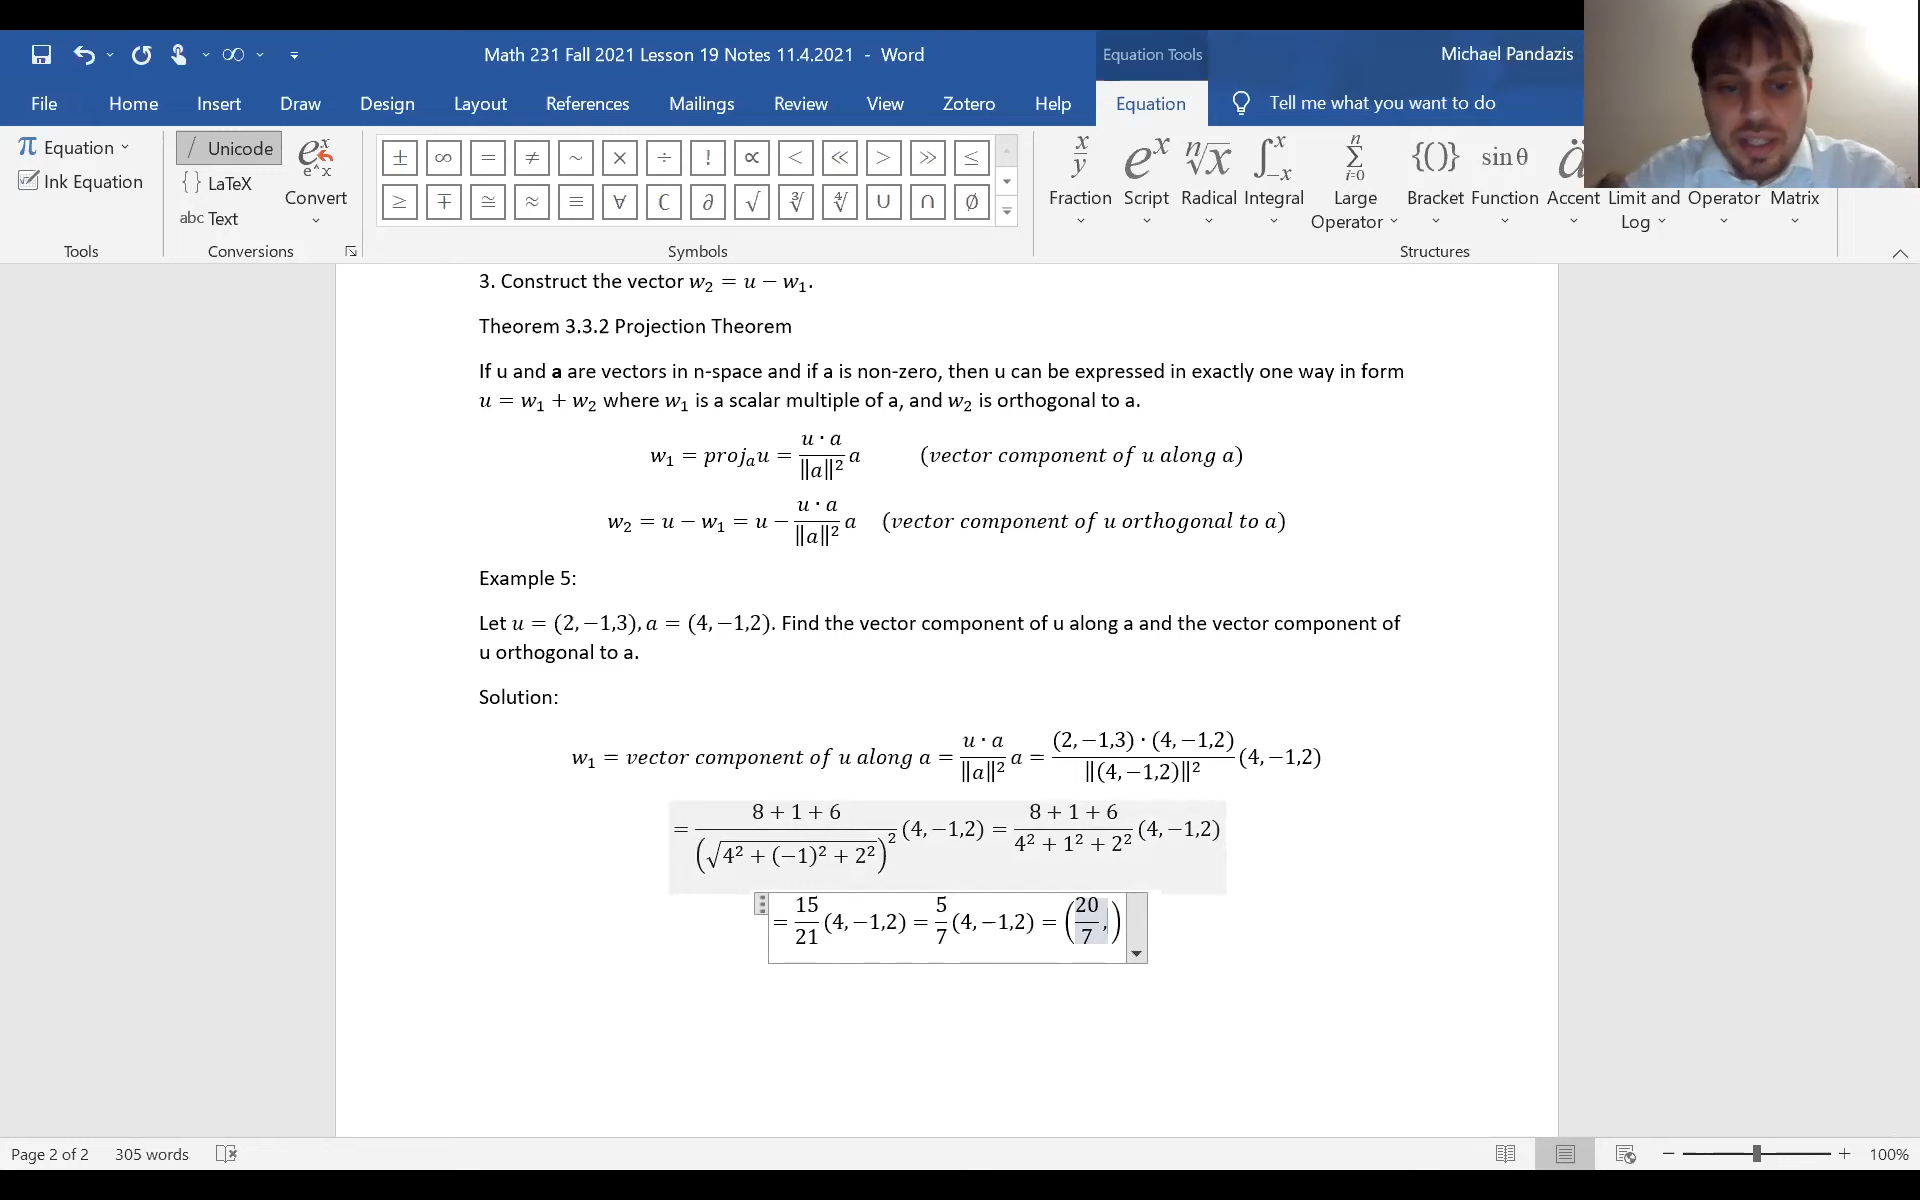 Math 231 Fall 2021 Lesson 19 Notes 11.4.2021 - Word
Equation Tools
Michael Pandazis
File Home Insert Draw Design Layout References Mailings Review View Zotero Help Equation Tell me what you want to do
π Equation
Ink Equation
Tools
Unicode
{} LaTeX
abc Text
e^x
Convert
Conversions
± ∞ = ≠ ~ × ÷ ! ∝ < ≪ > ≫ ≤
≥ ∓ ≅ ≈ ≡ ∀ ∁ ∂ √ ∛ ∜ ∪ ∩ ∅
Symbols
x/y Fraction
eˣ Script
ⁿ√x Radical
∫₋ₓˣ Integral
Σ n i=0 Large Operator
{()} Bracket
sinθ Function
ä Accent
Limit and Log
Operator
Matrix
Structures
3. Construct the vector w₂ = u − w₁.
Theorem 3.3.2 Projection Theorem
If u and a are vectors in n-space and if a is non-zero, then u can be expressed in exactly one way in form
u = w₁ + w₂ where w₁ is a scalar multiple of a, and w₂ is orthogonal to a.
w₁ = projₐu = (u · a)/‖a‖² a (vector component of u along a)
w₂ = u − w₁ = u − (u · a)/‖a‖² a (vector component of u orthogonal to a)
Example 5:
Let u = (2, −1,3), a = (4, −1,2). Find the vector component of u along a and the vector component of
u orthogonal to a.
Solution:
w₁ = vector component of u along a = (u · a)/‖a‖² a = ((2, −1,3) · (4, −1,2))/‖(4, −1,2)‖² (4, −1,2)
= (8 + 1 + 6)/(√(4² + (−1)² + 2²))² (4, −1,2) = (8 + 1 + 6)/(4² + 1² + 2²) (4, −1,2)
= 15/21 (4, −1,2) = 5/7 (4, −1,2) = (20/7 ,)
Page 2 of 2 305 words
− + 100%